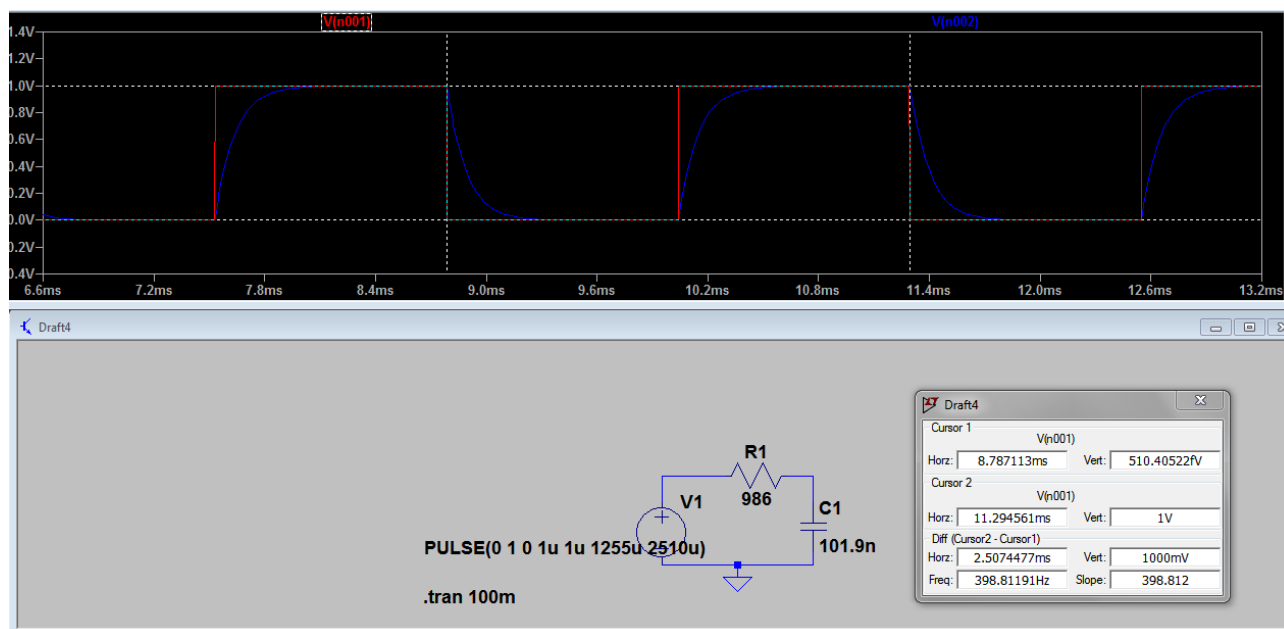 V(n001) V(n002)
1.4V
1.2V
1.0V
0.8V
0.6V
0.4V
0.2V
0.0V
0.2V
0.4V
6.6ms 7.2ms 7.8ms 8.4ms 9.0ms 9.6ms 10.2ms 10.8ms 11.4ms 12.0ms 12.6ms 13.2ms
Draft4
R1
986
V1
C1
101.9n
PULSE(0 1 0 1u 1u 1255u 2510u)
.tran 100m
Draft4
Cursor 1
V(n001)
Horz: 8.787113ms Vert: 510.40522fV
Cursor 2
V(n001)
Horz: 11.294561ms Vert: 1V
Diff (Cursor2 - Cursor1)
Horz: 2.5074477ms Vert: 1000mV
Freq: 398.81191Hz Slope: 398.812